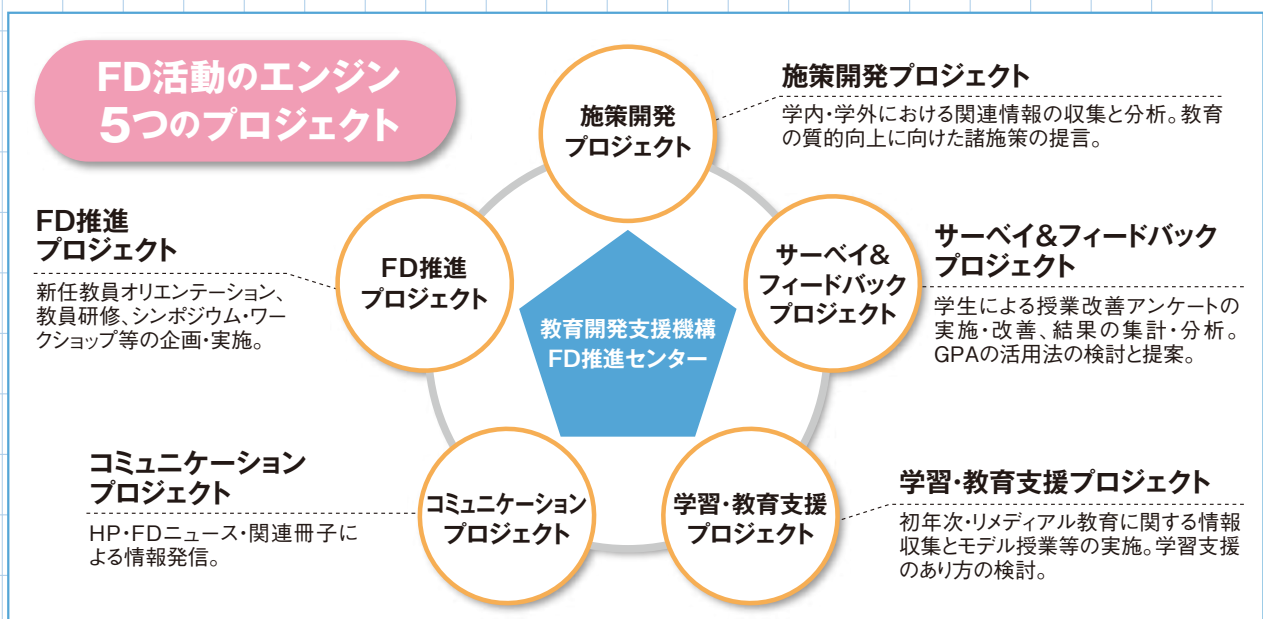 FD活動のエンジン
5つのプロジェクト
施策開発
プロジェクト
施策開発プロジェクト
学内・学外における関連情報の収集と分析。教育
の質的向上に向けた諸施策の提言。
FD推進
プロジェクト
新任教員オリエンテーション、
教員研修、シンポジウム・ワー
クショップ等の企画・実施。
FD推進
プロジェクト
サーベイ&
フィードバック
プロジェクト
サーベイ&フィードバック
プロジェクト
学生による授業改善アンケートの
実施・改善、結果の集計・分析。
GPAの活用法の検討と提案。
教育開発支援機構
FD推進センター
コミュニケーション
プロジェクト
HP・FDニュース・関連冊子に
よる情報発信。
コミュニケーション
プロジェクト
学習・教育支援
プロジェクト
学習・教育支援プロジェクト
初年次・リメディアル教育に関する情報
収集とモデル授業等の実施。学習支援
のあり方の検討。